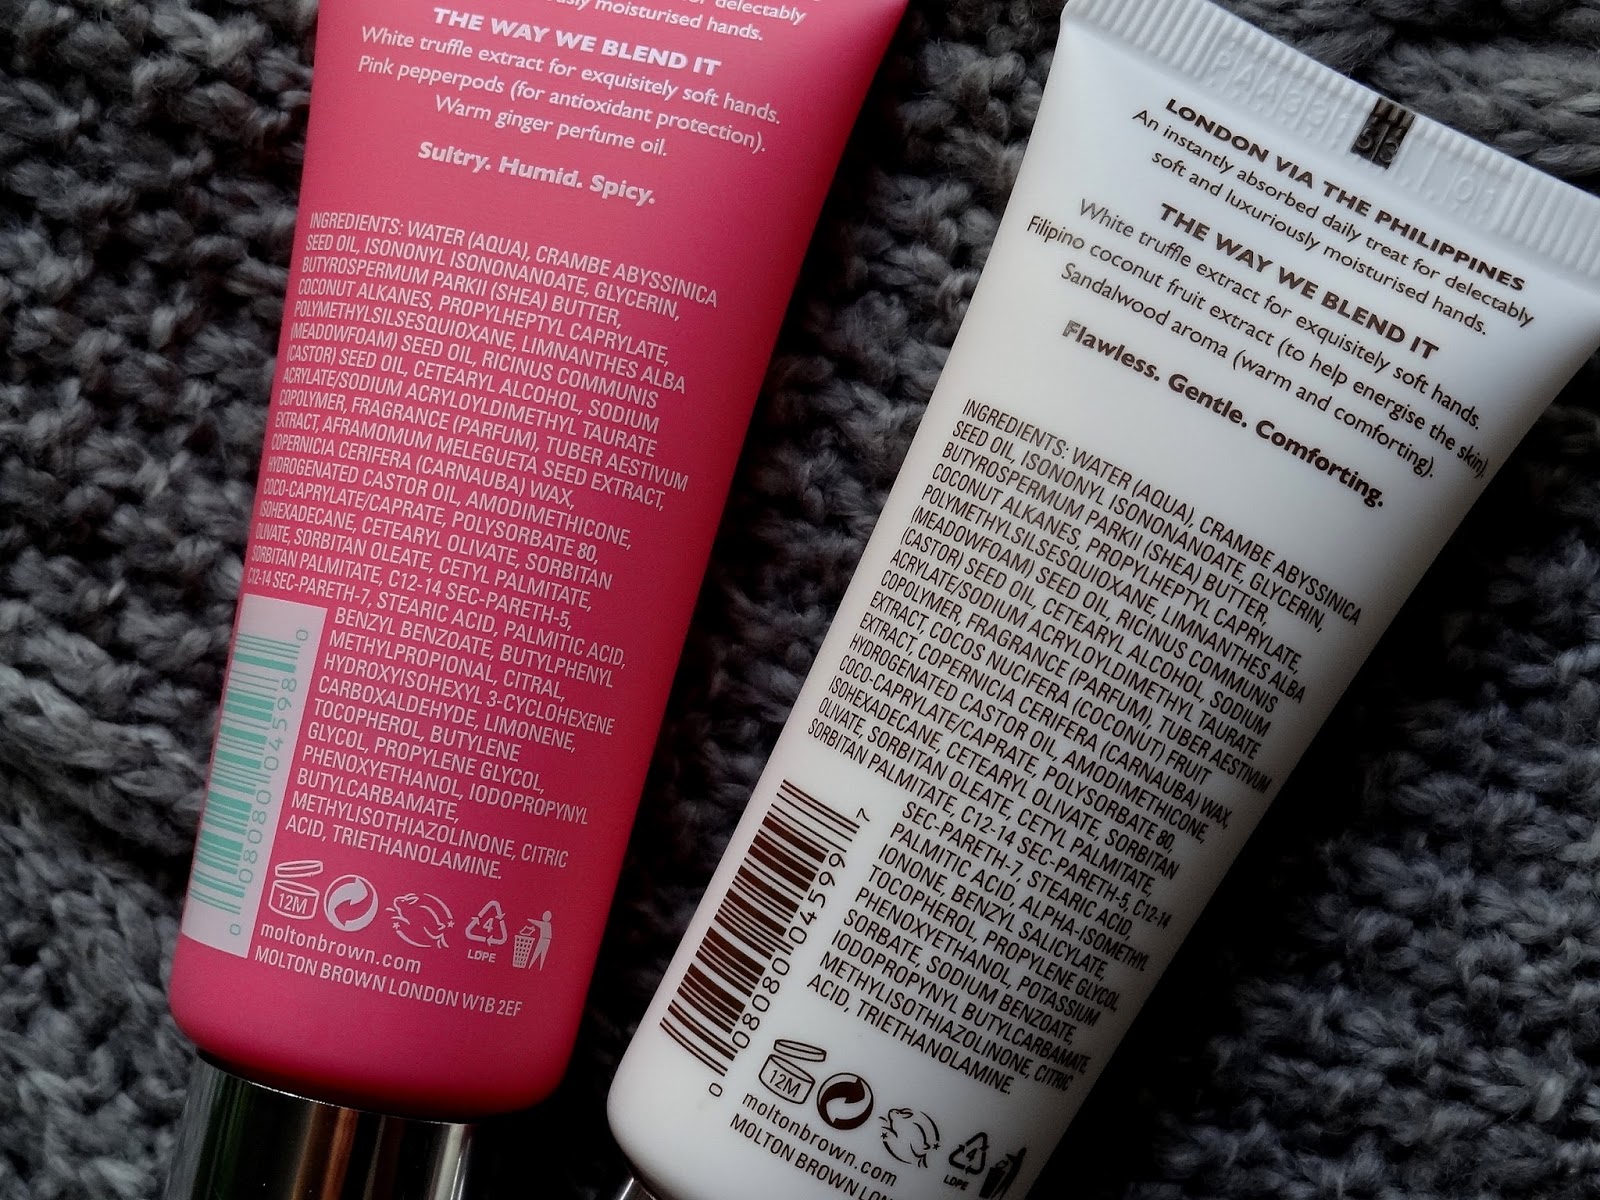 for delectably
moisturised hands.
THE WAY WE BLEND IT
White truffle extract for exquisitely soft hands.
Pink pepperpods (for antioxidant protection).
Warm ginger perfume oil.
Sultry. Humid. Spicy.
INGREDIENTS: WATER (AQUA), CRAMBE ABYSSINICA
SEED OIL, ISONONYL ISONONANOATE, GLYCERIN,
BUTYROSPERMUM PARKII (SHEA) BUTTER,
COCONUT ALKANES, PROPYLHEPTYL CAPRYLATE,
POLYMETHYLSILSESQUIOXANE, LIMNANTHES ALBA
(MEADOWFOAM) SEED OIL, RICINUS COMMUNIS
(CASTOR) SEED OIL, CETEARYL ALCOHOL, SODIUM
ACRYLATE/SODIUM ACRYLOYLDIMETHYL TAURATE
COPOLYMER, FRAGRANCE (PARFUM), TUBER AESTIVUM
EXTRACT, AFRAMOMUM MELEGUETA SEED EXTRACT,
COPERNICIA CERIFERA (CARNAUBA) WAX,
HYDROGENATED CASTOR OIL, AMODIMETHICONE,
COCO-CAPRYLATE/CAPRATE, POLYSORBATE 80,
ISOHEXADECANE, CETEARYL OLIVATE, SORBITAN
OLIVATE, SORBITAN OLEATE, CETYL PALMITATE,
SORBITAN PALMITATE, C12-14 SEC-PARETH-5,
C12-14 SEC-PARETH-7, STEARIC ACID, PALMITIC ACID,
BENZYL BENZOATE, BUTYLPHENYL
METHYLPROPIONAL, CITRAL,
HYDROXYISOHEXYL 3-CYCLOHEXENE
CARBOXALDEHYDE, LIMONENE,
TOCOPHEROL, BUTYLENE
GLYCOL, PROPYLENE GLYCOL,
PHENOXYETHANOL, IODOPROPYNYL
BUTYLCARBAMATE,
METHYLISOTHIAZOLINONE, CITRIC
ACID, TRIETHANOLAMINE.
0 08080 04598 0
12M
4
LDPE
moltonbrown.com
MOLTON BROWN LONDON W1B 2EF
LONDON VIA THE PHILIPPINES
An instantly absorbed daily treat for delectably
soft and luxuriously moisturised hands.
THE WAY WE BLEND IT
White truffle extract for exquisitely soft hands.
Filipino coconut fruit extract (to help energise the skin).
Sandalwood aroma (warm and comforting).
Flawless. Gentle. Comforting.
INGREDIENTS: WATER (AQUA), CRAMBE ABYSSINICA
SEED OIL, ISONONYL ISONONANOATE, GLYCERIN,
BUTYROSPERMUM PARKII (SHEA) BUTTER,
COCONUT ALKANES, PROPYLHEPTYL CAPRYLATE,
POLYMETHYLSILSESQUIOXANE, LIMNANTHES ALBA
(MEADOWFOAM) SEED OIL, RICINUS COMMUNIS
(CASTOR) SEED OIL, CETEARYL ALCOHOL, SODIUM
ACRYLATE/SODIUM ACRYLOYLDIMETHYL TAURATE
COPOLYMER, FRAGRANCE (PARFUM), TUBER AESTIVUM
EXTRACT, COCOS NUCIFERA (COCONUT) FRUIT
EXTRACT, COPERNICIA CERIFERA (CARNAUBA) WAX,
HYDROGENATED CASTOR OIL, AMODIMETHICONE,
COCO-CAPRYLATE/CAPRATE, POLYSORBATE 80,
ISOHEXADECANE, CETEARYL OLIVATE, SORBITAN
OLIVATE, SORBITAN OLEATE, CETYL PALMITATE,
SORBITAN PALMITATE, C12-14 SEC-PARETH-5, C12-14
SEC-PARETH-7, STEARIC ACID,
PALMITIC ACID, ALPHA-ISOMETHYL
IONONE, BENZYL SALICYLATE,
TOCOPHEROL, PROPYLENE GLYCOL,
PHENOXYETHANOL, POTASSIUM
SORBATE, SODIUM BENZOATE,
IODOPROPYNYL BUTYLCARBAMATE,
METHYLISOTHIAZOLINONE, CITRIC
ACID, TRIETHANOLAMINE.
0 08080 04599 7
12M
4
LDPE
moltonbrown.com
MOLTON BROWN